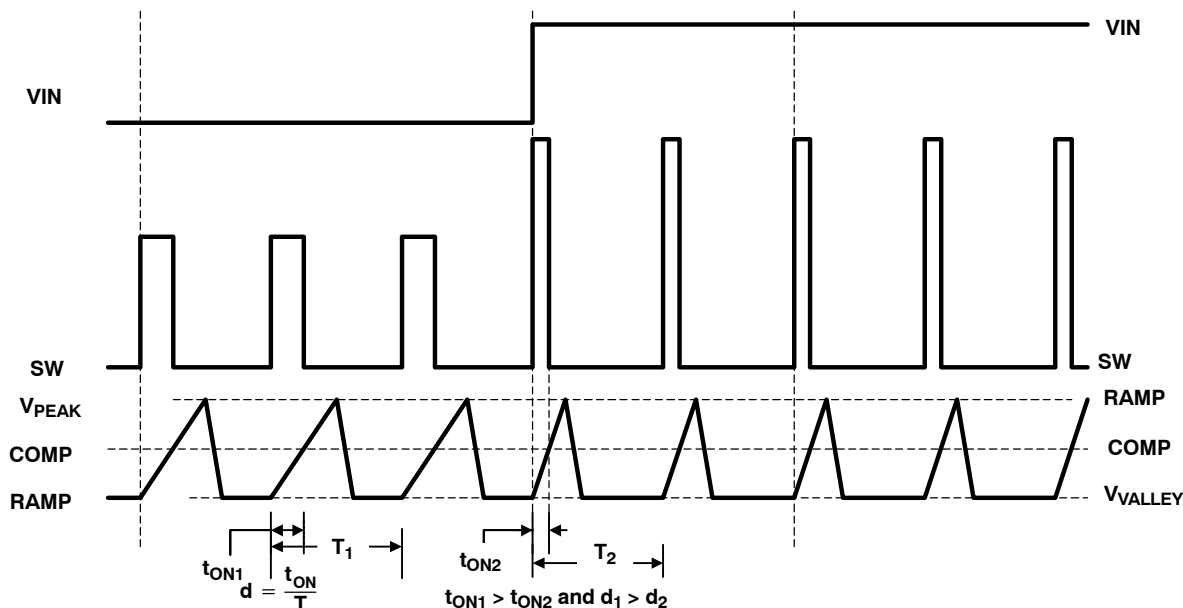 VIN
VIN
SW
SW
VPEAK
RAMP
COMP
COMP
RAMP
VVALLEY
tON1
T1
tON2
T2
d = tON/T
tON1 > tON2 and d1 > d2